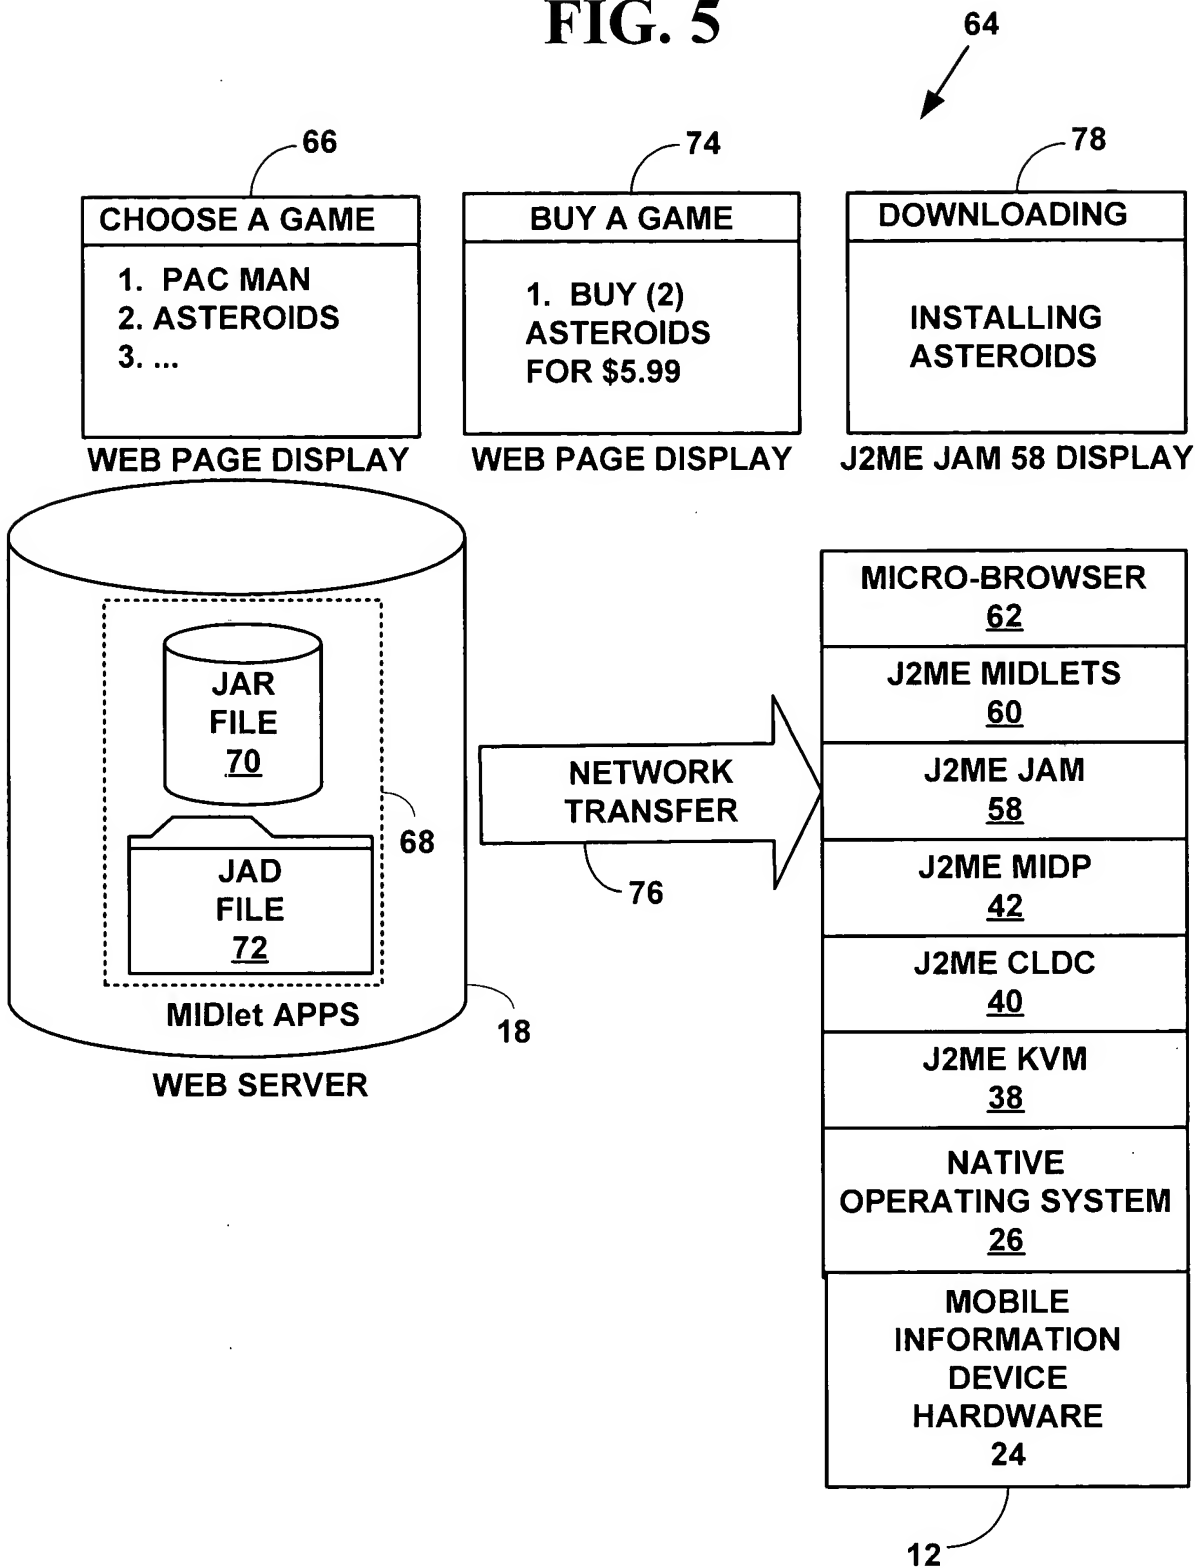 FIG. 5
64
66
74
78
CHOOSE A GAME
1. PAC MAN
2. ASTEROIDS
3. ...
WEB PAGE DISPLAY
BUY A GAME
1. BUY (2)
ASTEROIDS
FOR $5.99
WEB PAGE DISPLAY
DOWNLOADING
INSTALLING
ASTEROIDS
J2ME JAM 58 DISPLAY
JAR
FILE
70
JAD
FILE
72
68
MIDlet APPS
18
WEB SERVER
NETWORK
TRANSFER
76
MICRO-BROWSER
62
J2ME MIDLETS
60
J2ME JAM
58
J2ME MIDP
42
J2ME CLDC
40
J2ME KVM
38
NATIVE
OPERATING SYSTEM
26
MOBILE
INFORMATION
DEVICE
HARDWARE
24
12